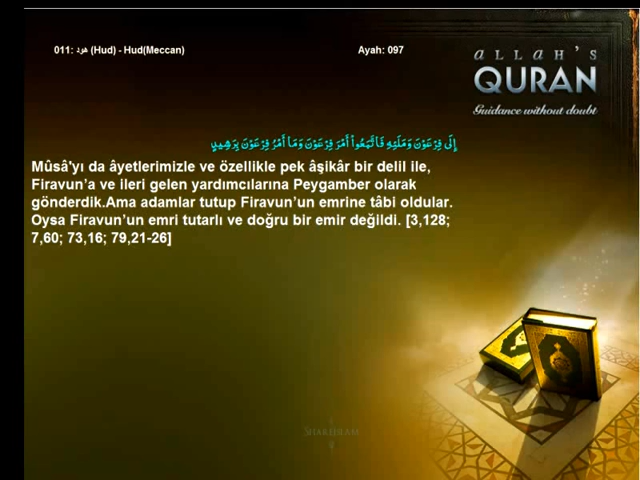 011: هود (Hud) - Hud(Meccan)
Ayah: 097
ALLAH'S
QURAN
Guidance without doubt
إِلَىٰ فِرْعَوْنَ وَمَلَئِهِ فَاتَّبَعُوا أَمْرَ فِرْعَوْنَ وَمَا أَمْرُ فِرْعَوْنَ بِرَشِيدٍ
Mûsâ'yı da âyetlerimizle ve özellikle pek âşikâr bir delil ile,
Firavun’a ve ileri gelen yardımcılarına Peygamber olarak
gönderdik.Ama adamlar tutup Firavun’un emrine tâbi oldular.
Oysa Firavun’un emri tutarlı ve doğru bir emir değildi. [3,128;
7,60; 73,16; 79,21-26]